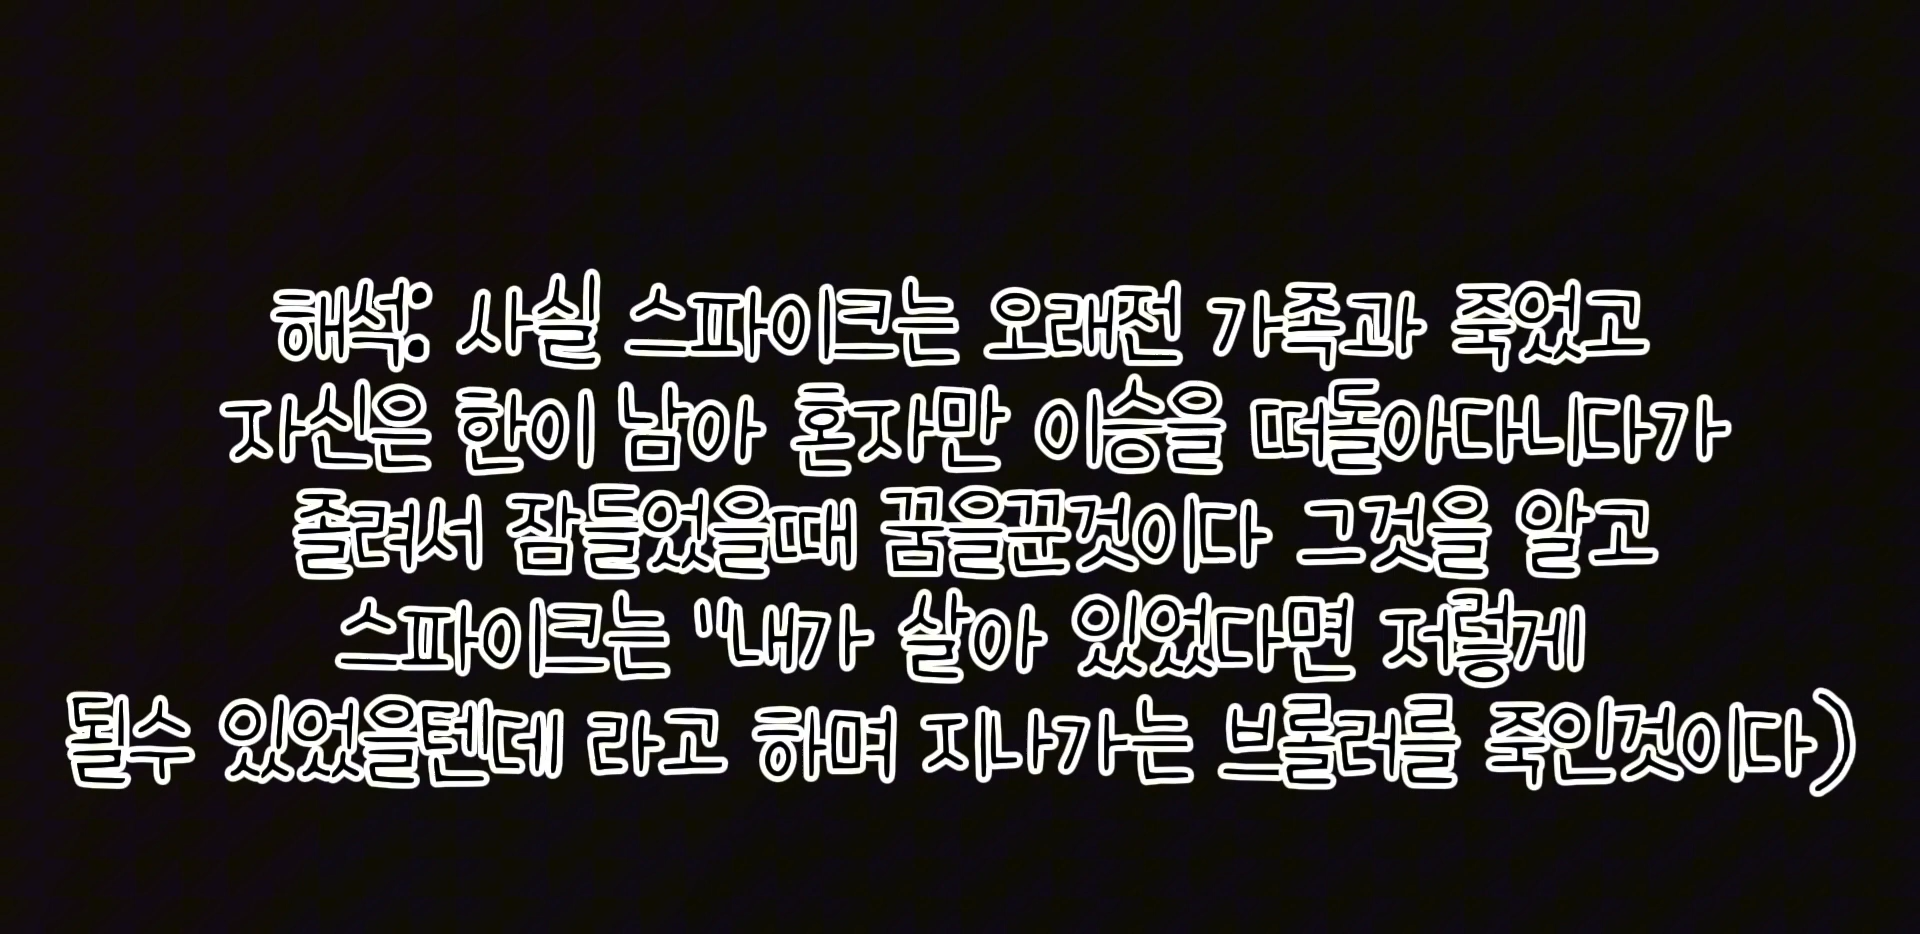 해석: 사실 스파이크는 오래전 가족과 죽었고
자신은 한이 남아 혼자만 이승을 떠돌아다니다가
졸려서 잠들었을때 꿈을꾼것이다 그것을 알고
스파이크는 "내가 살아 있었다면 저렇게
될수 있었을텐데 라고 하며 지나가는 브롤러를 죽인것이다)